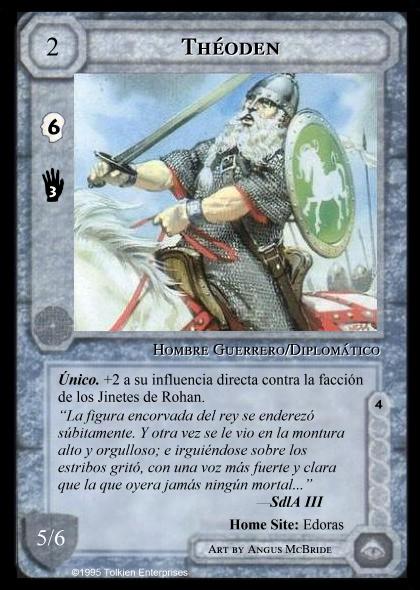 2
Théoden
6
3
Hombre Guerrero/Diplomático
Único. +2 a su influencia directa contra la facción
de los Jinetes de Rohan.
“La figura encorvada del rey se enderezó
súbitamente. Y otra vez se le vio en la montura
alto y orgulloso; e irguiéndose sobre los
estribos gritó, con una voz más fuerte y clara
que la que oyera jamás ningún mortal...”
—SdlA III
4
Home Site: Edoras
5/6
Art by Angus McBride
©1995 Tolkien Enterprises